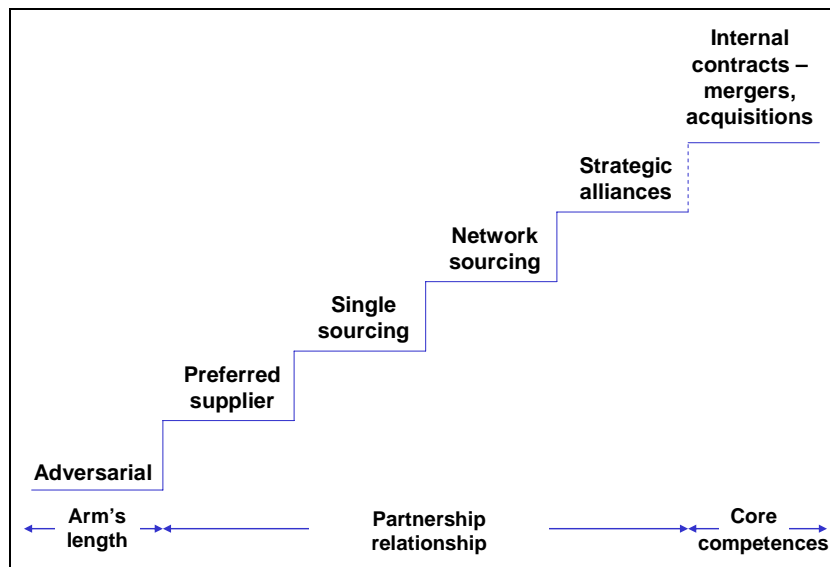 Internal
contracts –
mergers,
acquisitions
Strategic
alliances
Network
sourcing
Single
sourcing
Preferred
supplier
Adversarial
Arm's
length
Partnership
relationship
Core
competences